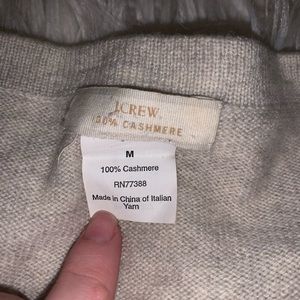 J.CREW
100% CASHMERE
M
100% Cashmere
RN77388
Made in China of Italian
Yarn